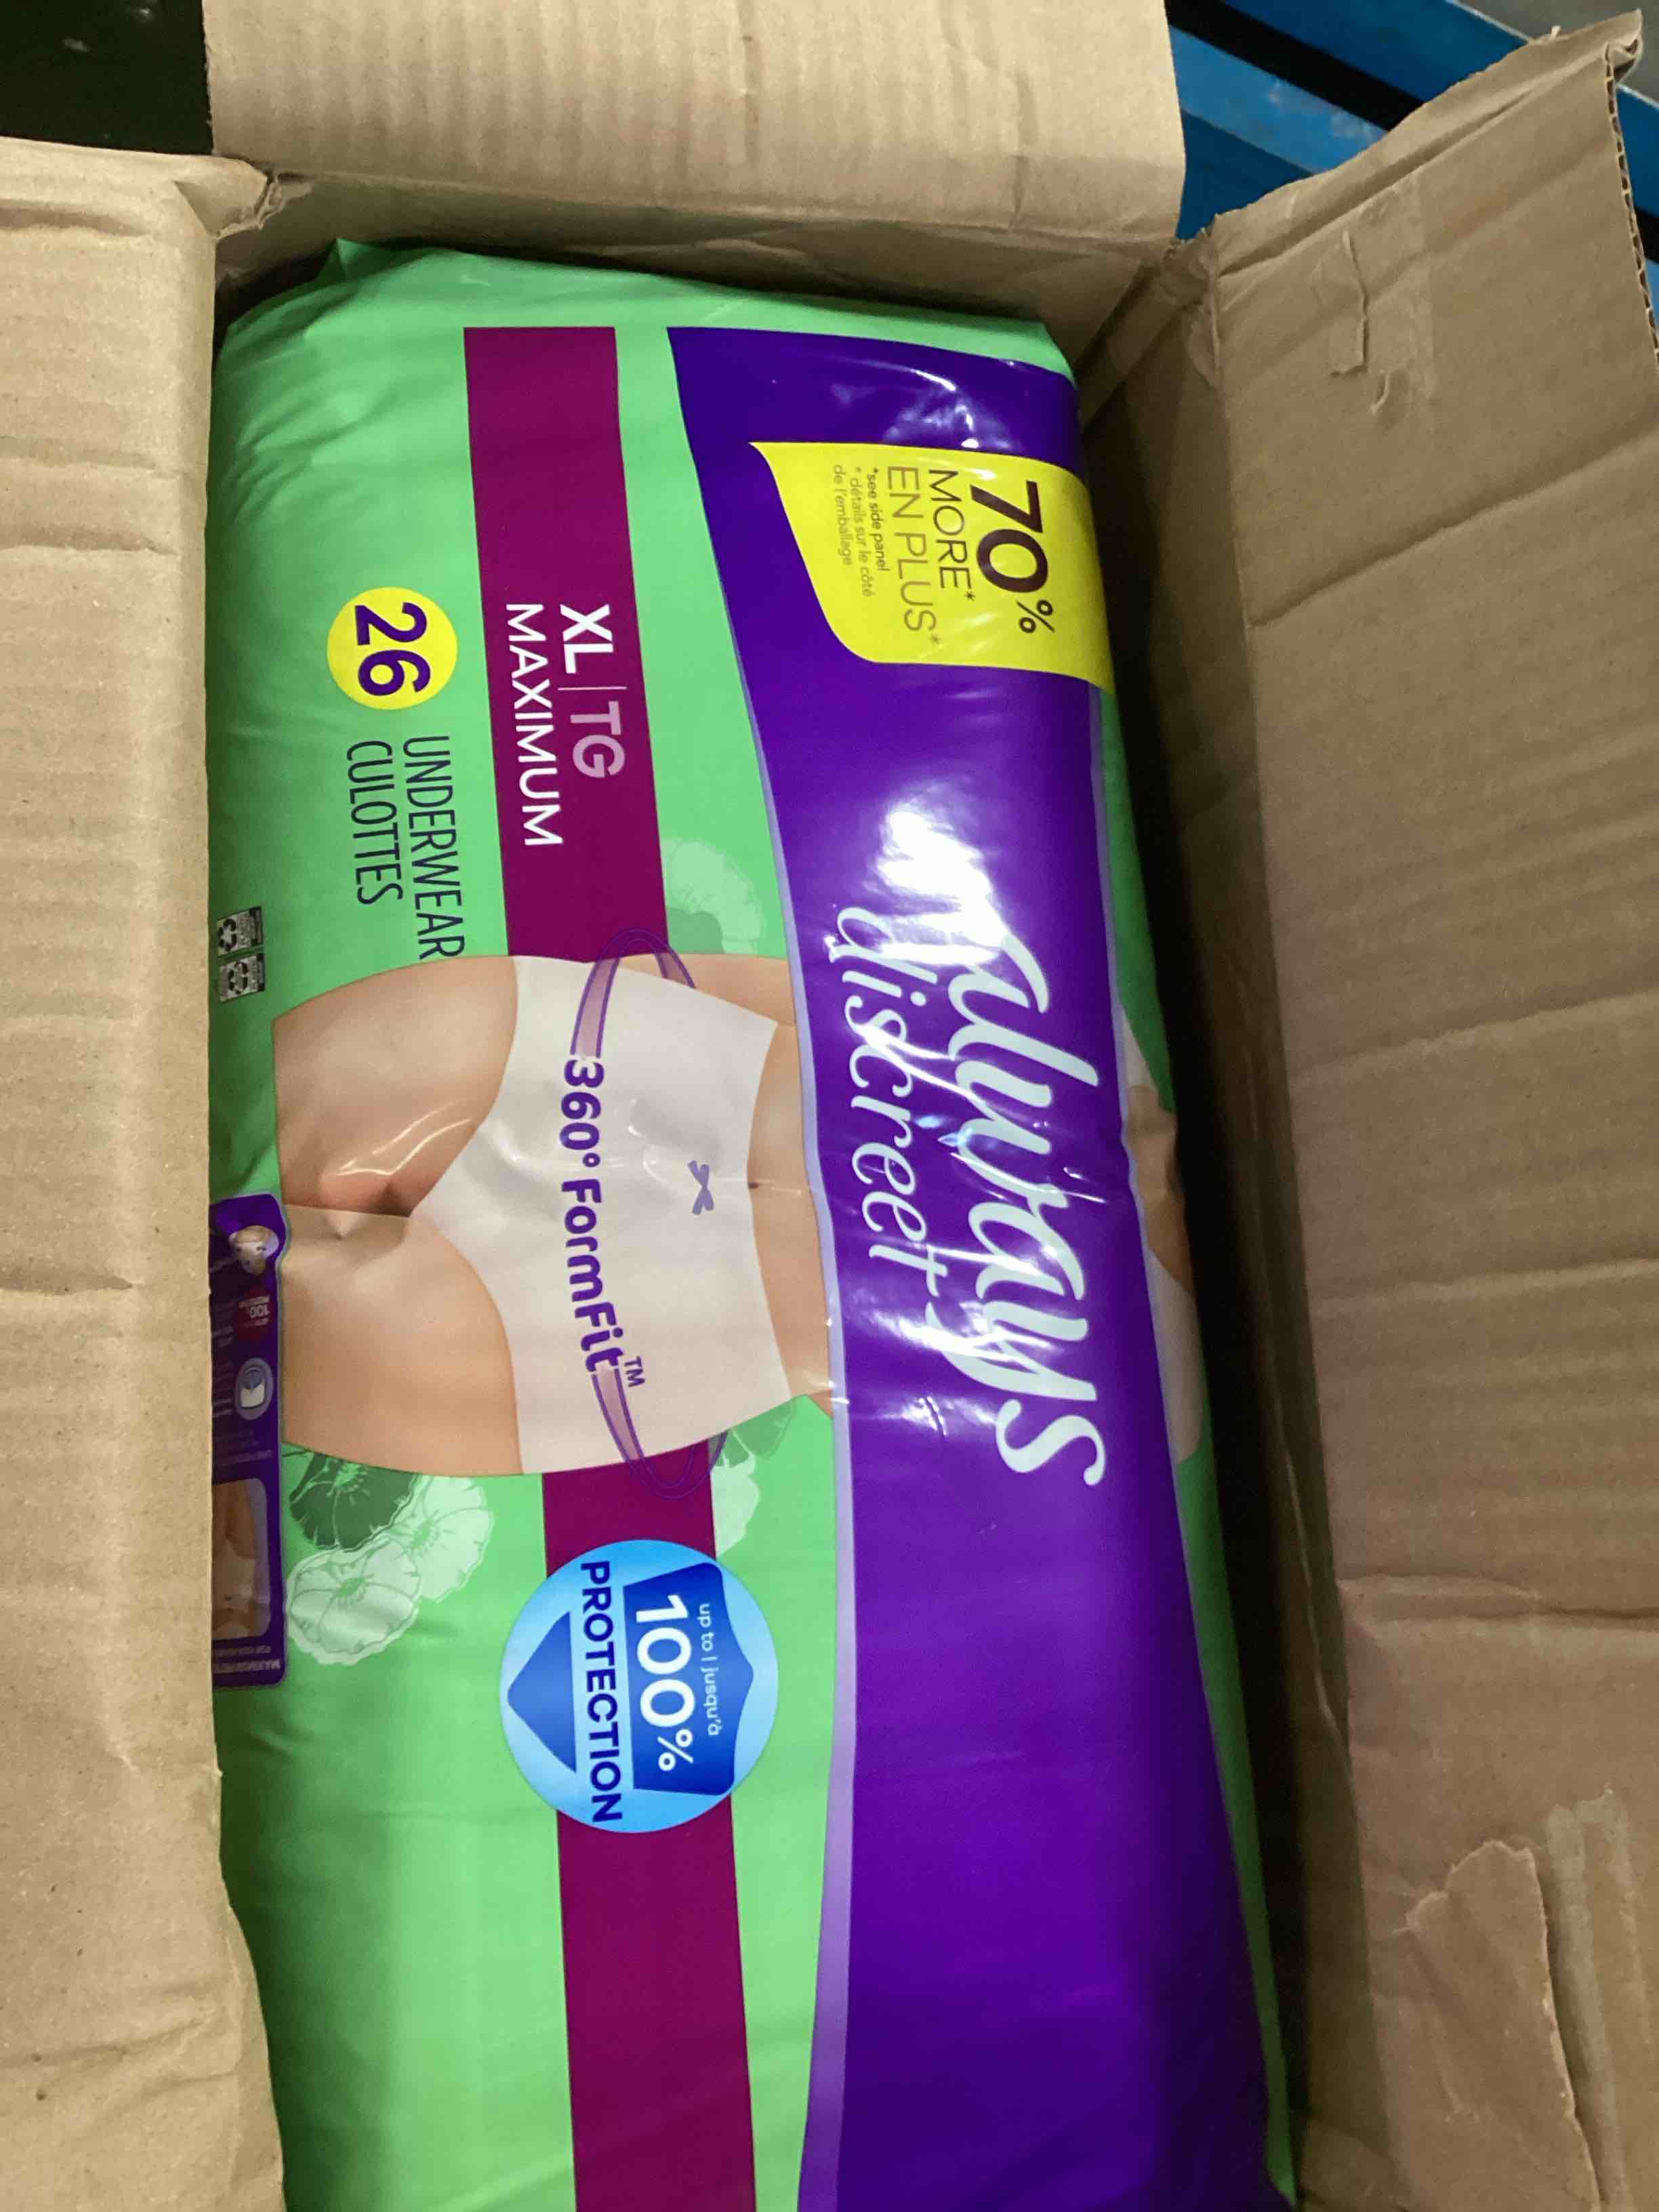 70%
MORE*
EN PLUS*
*see side panel
*détails sur le côté
de l'emballage
always
discreet
XL | TG
MAXIMUM
26
UNDERWEAR
CULOTTES
360° FormFit™
up to | jusqu'à
100%
PROTECTION